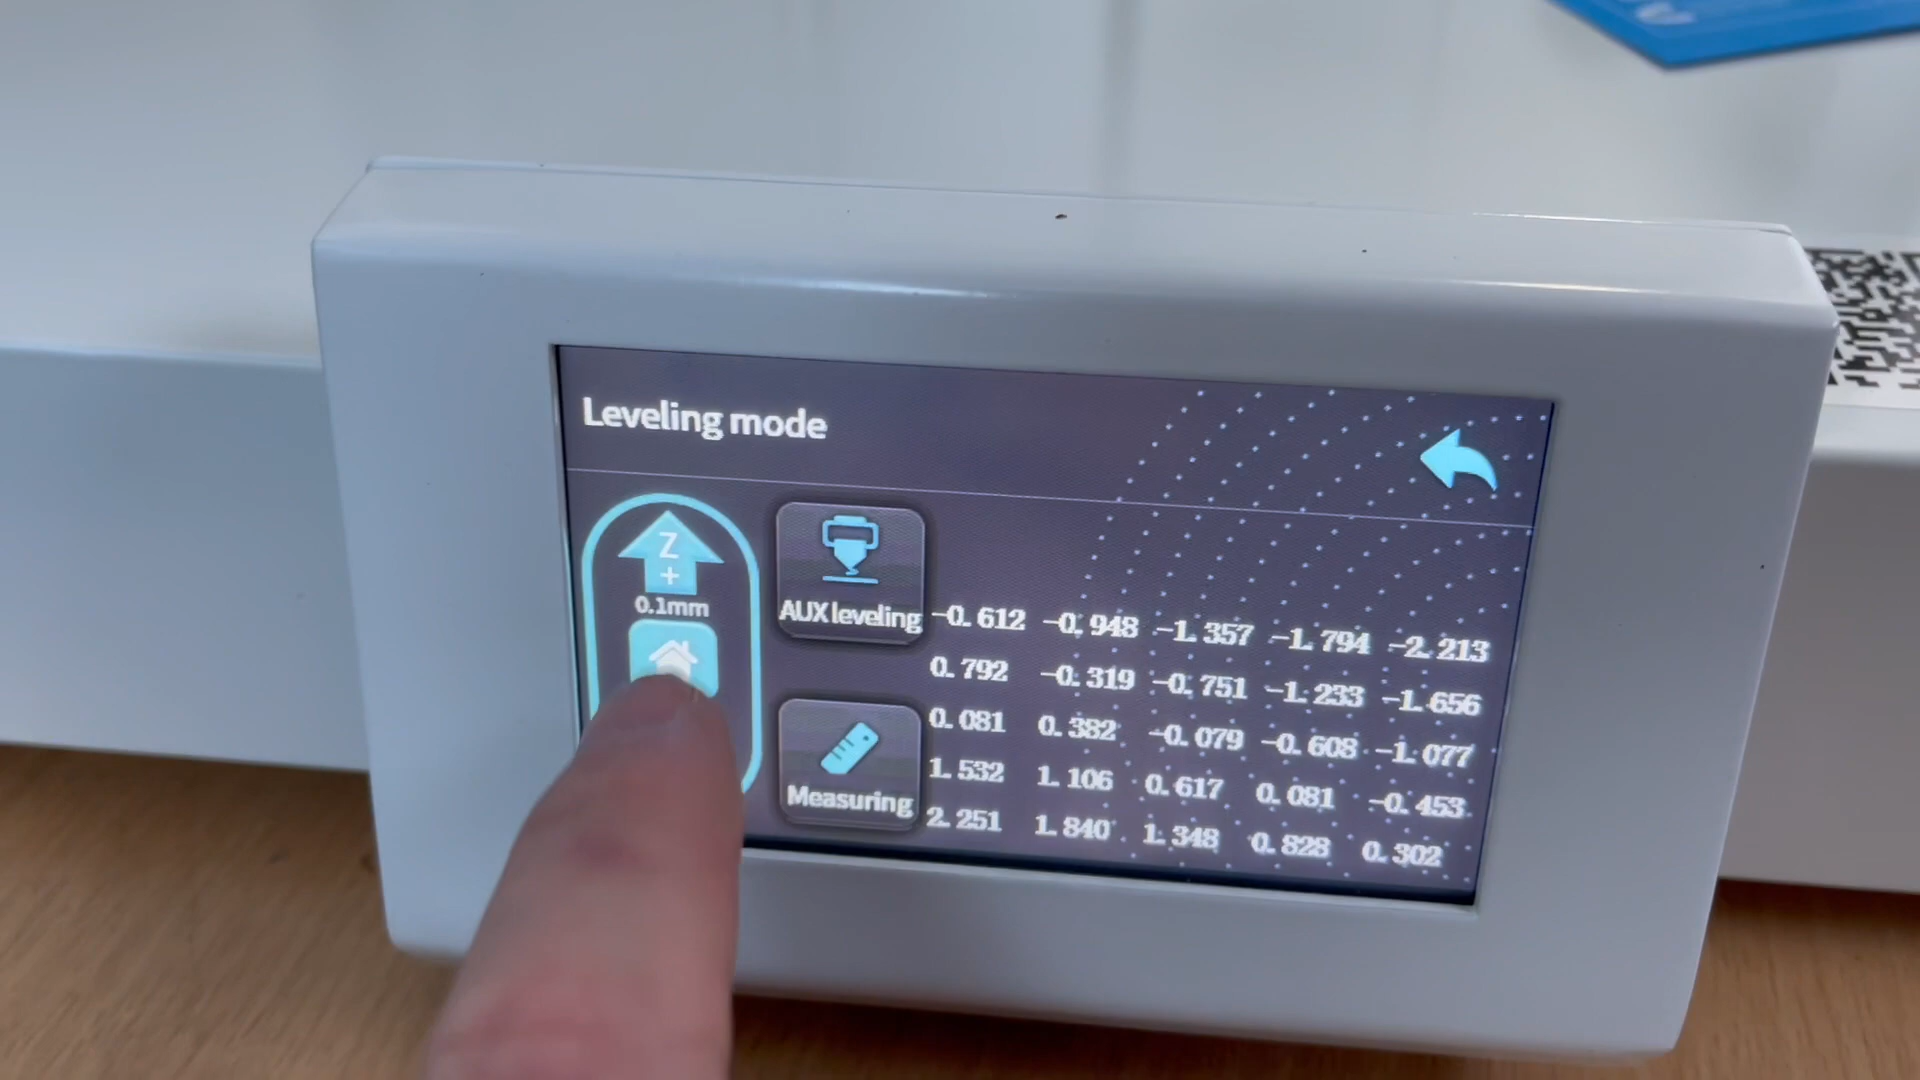 Leveling mode
Z
+
0.1mm
AUX leveling
Measuring
-0.612 -0.948 -1.357 -1.794 -2.213
0.792 -0.319 -0.751 -1.233 -1.656
0.081 0.382 -0.079 -0.608 -1.077
1.532 1.106 0.617 0.081 -0.453
2.251 1.840 1.348 0.828 0.302